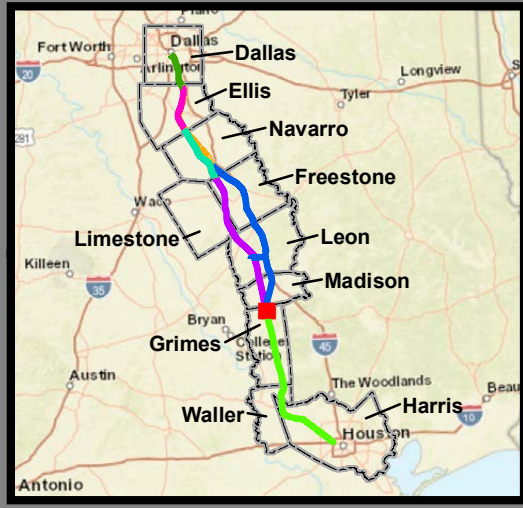 Plano
Fort Worth
Dallas
Dallas
Arlington
20
Longview
Ellis
Tyler
281
Navarro
Freestone
Waco
Limestone
Leon
Killeen
Madison
35
Bryan
Grimes
College
Station
45
Austin
The Woodlands
Harris
Waller
10
Houston
Antonio